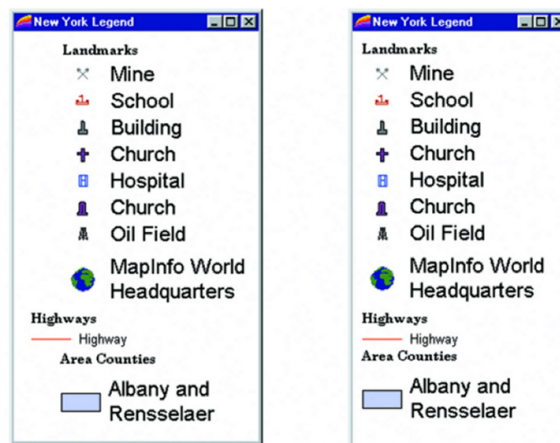 New York Legend
Landmarks
Mine
School
Building
Church
Hospital
Church
Oil Field
MapInfo World
Headquarters
Highways
Highway
Area Counties
Albany and
Rensselaer
New York Legend
Landmarks
Mine
School
Building
Church
Hospital
Church
Oil Field
MapInfo World
Headquarters
Highways
Highway
Area Counties
Albany and
Rensselaer